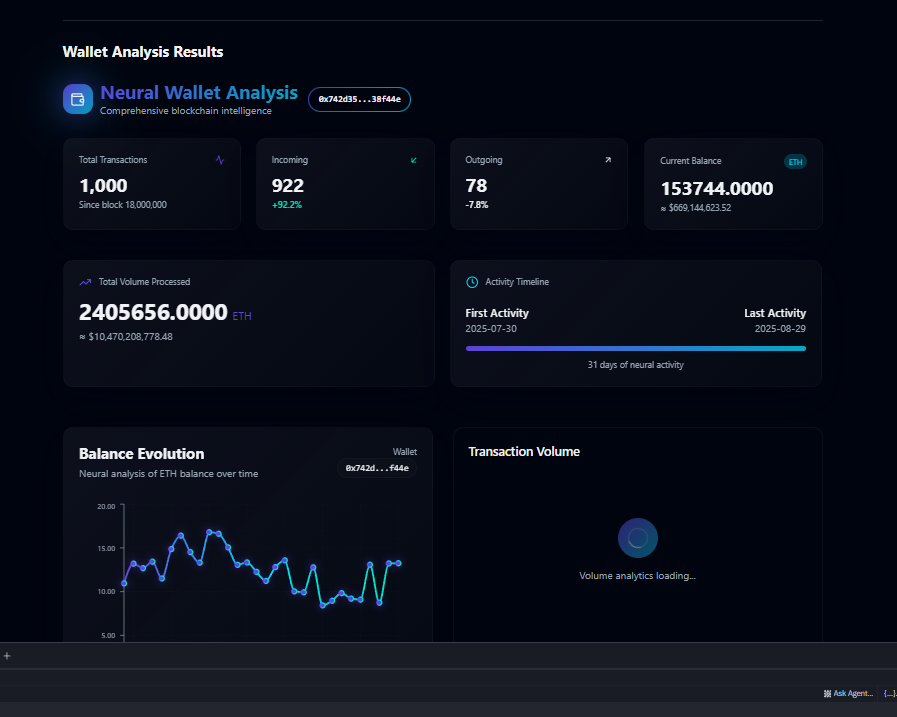 Wallet Analysis Results
Neural Wallet Analysis
Comprehensive blockchain intelligence
0x742d35...38f44e
Total Transactions
1,000
Since block 18,000,000
Incoming
922
+92.2%
Outgoing
78
-7.8%
Current Balance
ETH
153744.0000
≈ $669,144,623.52
Total Volume Processed
2405656.0000 ETH
≈ $10,470,208,778.48
Activity Timeline
First Activity
2025-07-30
Last Activity
2025-08-29
31 days of neural activity
Balance Evolution
Neural analysis of ETH balance over time
Wallet
0x742d...f44e
20.00
15.00
10.00
5.00
Transaction Volume
Volume analytics loading...
+
Ask Agent...
{...}